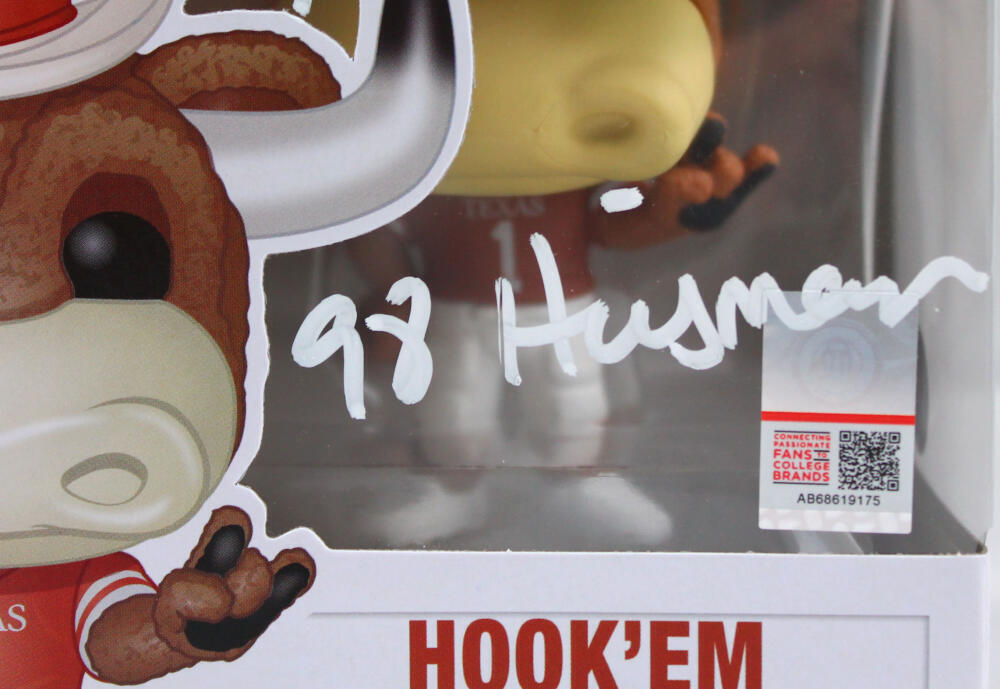 TEXAS
1
98 Heisman
CONNECTING
PASSIONATE
FANS TO
COLLEGE
BRANDS
AB68619175
AS
HOOK'EM